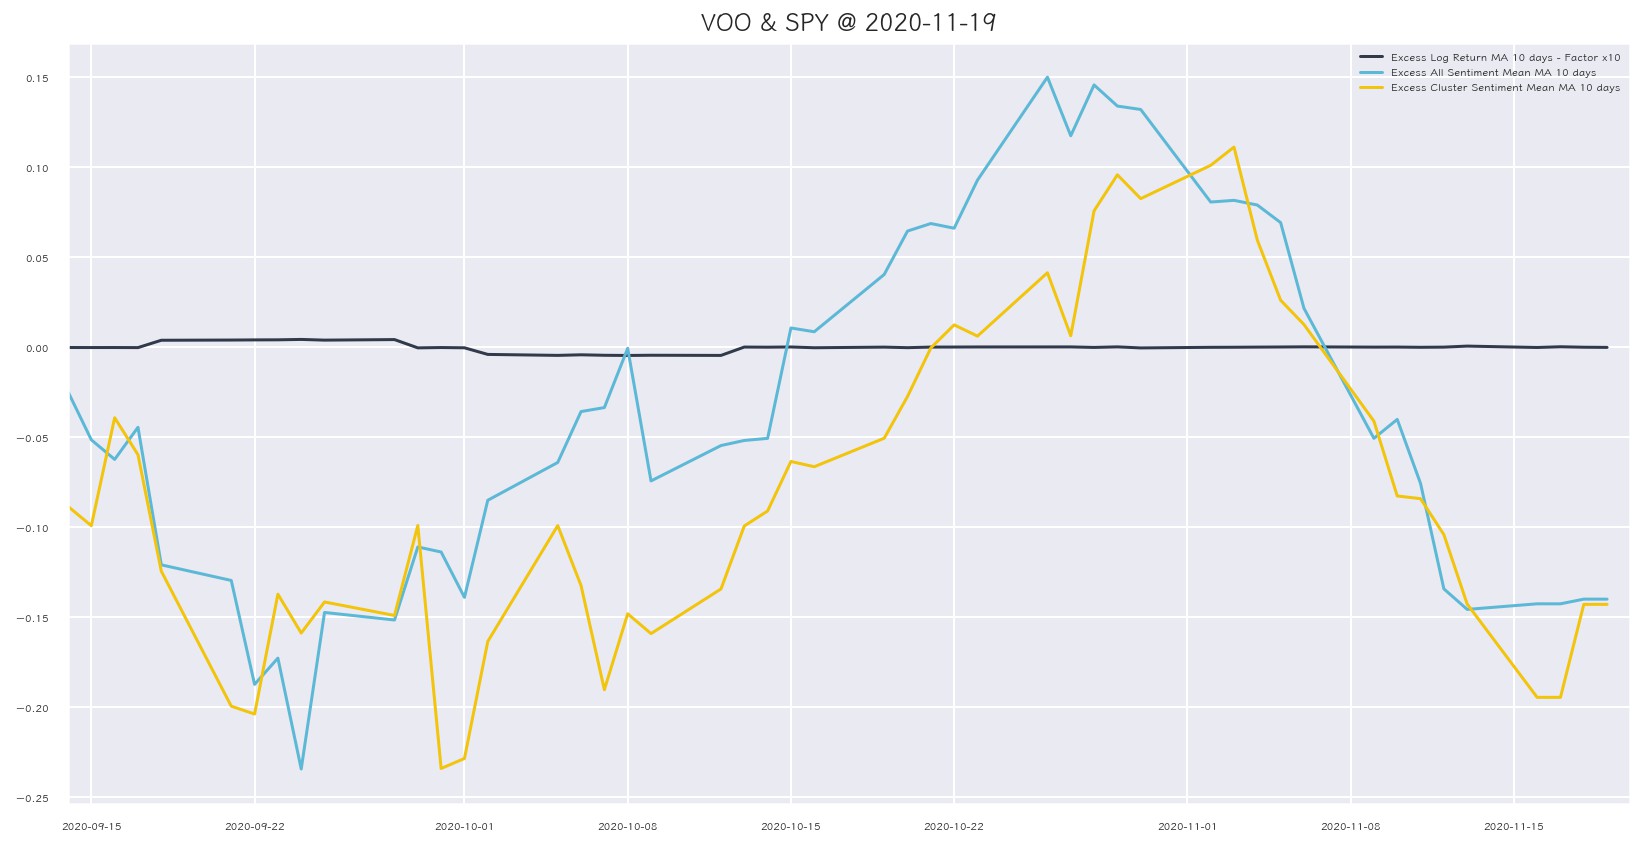 VOO & SPY @ 2020-11-19
Excess Log Return MA 10 days - Factor x10
Excess All Sentiment Mean MA 10 days
Excess Cluster Sentiment Mean MA 10 days
0.15
0.10
0.05
0.00
−0.05
−0.10
−0.15
−0.20
−0.25
2020-09-15 2020-09-22 2020-10-01 2020-10-08 2020-10-15 2020-10-22 2020-11-01 2020-11-08 2020-11-15